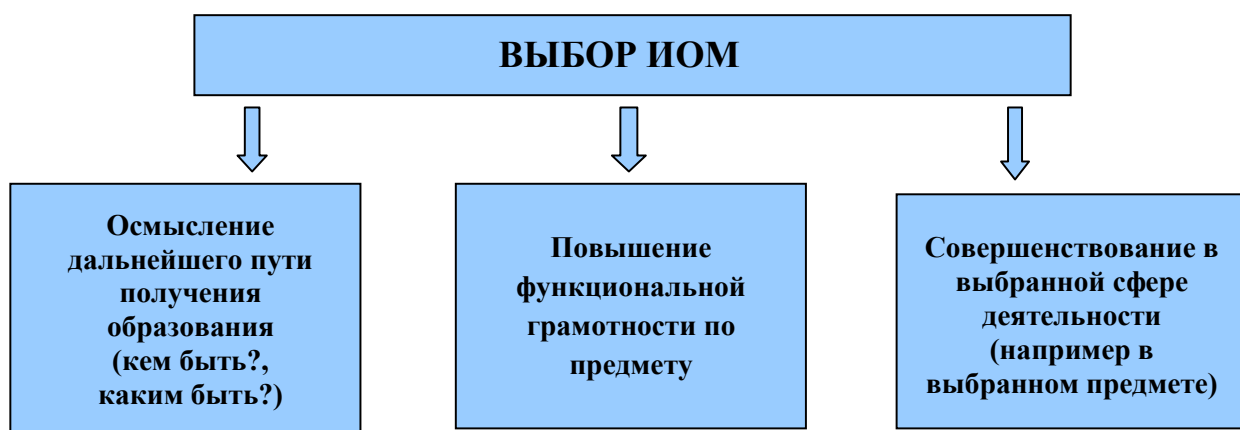 ВЫБОР ИОМ
Осмысление
дальнейшего пути
получения
образования
(кем быть?,
каким быть?)
Повышение
функциональной
грамотности по
предмету
Совершенствование в
выбранной сфере
деятельности
(например в
выбранном предмете)